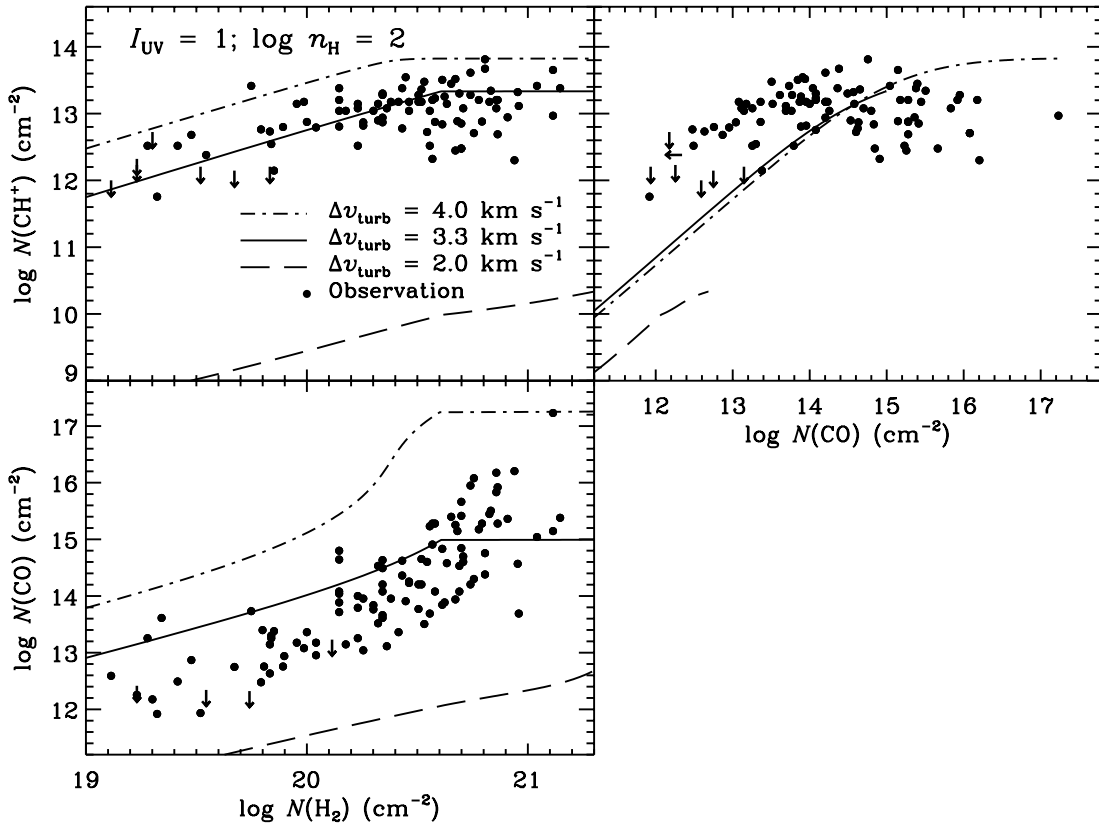 I_UV = 1; log n_H = 2
14
13
12
11
10
9
log N(CH⁺) (cm⁻²)
Δv_turb = 4.0 km s⁻¹
Δv_turb = 3.3 km s⁻¹
Δv_turb = 2.0 km s⁻¹
Observation
12 13 14 15 16 17
log N(CO) (cm⁻²)
17
16
15
14
13
12
log N(CO) (cm⁻²)
19 20 21
log N(H₂) (cm⁻²)